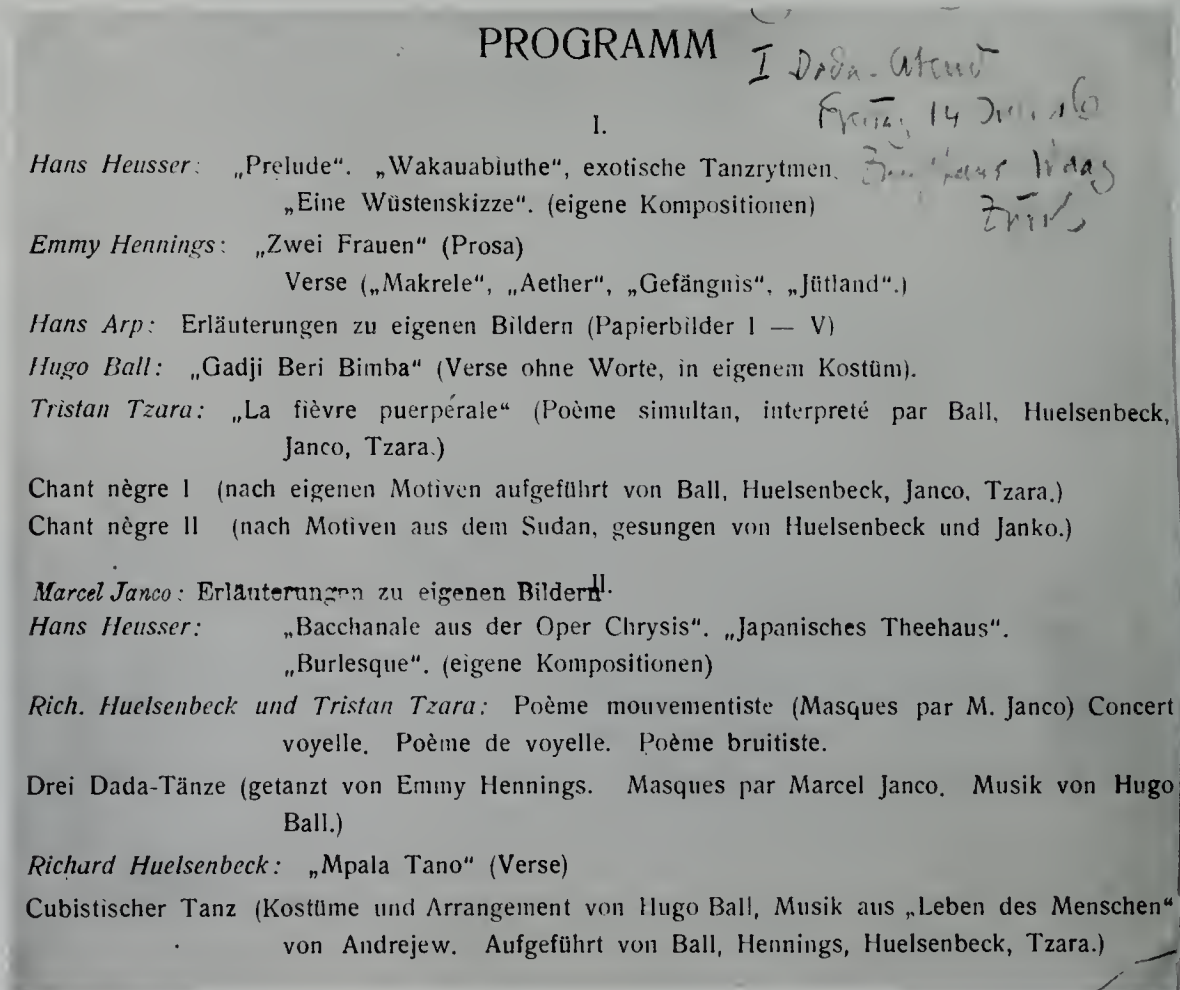 PROGRAMM
I Dada-Abend
14
Waag
I.
Hans Heusser: „Prelude“. „Wakauabluthe“, exotische Tanzrytmen.
„Eine Wüstenskizze“. (eigene Kompositionen)
Emmy Hennings: „Zwei Frauen“ (Prosa)
Verse („Makrele“, „Aether“, „Gefängnis“, „Jütland“.)
Hans Arp: Erläuterungen zu eigenen Bildern (Papierbilder I — V)
Hugo Ball: „Gadji Beri Bimba“ (Verse ohne Worte, in eigenem Kostüm).
Tristan Tzara: „La fièvre puerpérale“ (Poème simultan, interpreté par Ball, Huelsenbeck,
Janco, Tzara.)
Chant nègre I (nach eigenen Motiven aufgeführt von Ball, Huelsenbeck, Janco, Tzara.)
Chant nègre II (nach Motiven aus dem Sudan, gesungen von Huelsenbeck und Janko.)
Marcel Janco: Erläuterungen zu eigenen Bildern
II.
Hans Heusser: „Bacchanale aus der Oper Chrysis“. „Japanisches Theehaus“.
„Burlesque“. (eigene Kompositionen)
Rich. Huelsenbeck und Tristan Tzara: Poème mouvementiste (Masques par M. Janco) Concert
voyelle. Poème de voyelle. Poème bruitiste.
Drei Dada-Tänze (getanzt von Emmy Hennings. Masques par Marcel Janco. Musik von Hugo
Ball.)
Richard Huelsenbeck: „Mpala Tano“ (Verse)
Cubistischer Tanz (Kostüme und Arrangement von Hugo Ball, Musik aus „Leben des Menschen“
von Andrejew. Aufgeführt von Ball, Hennings, Huelsenbeck, Tzara.)